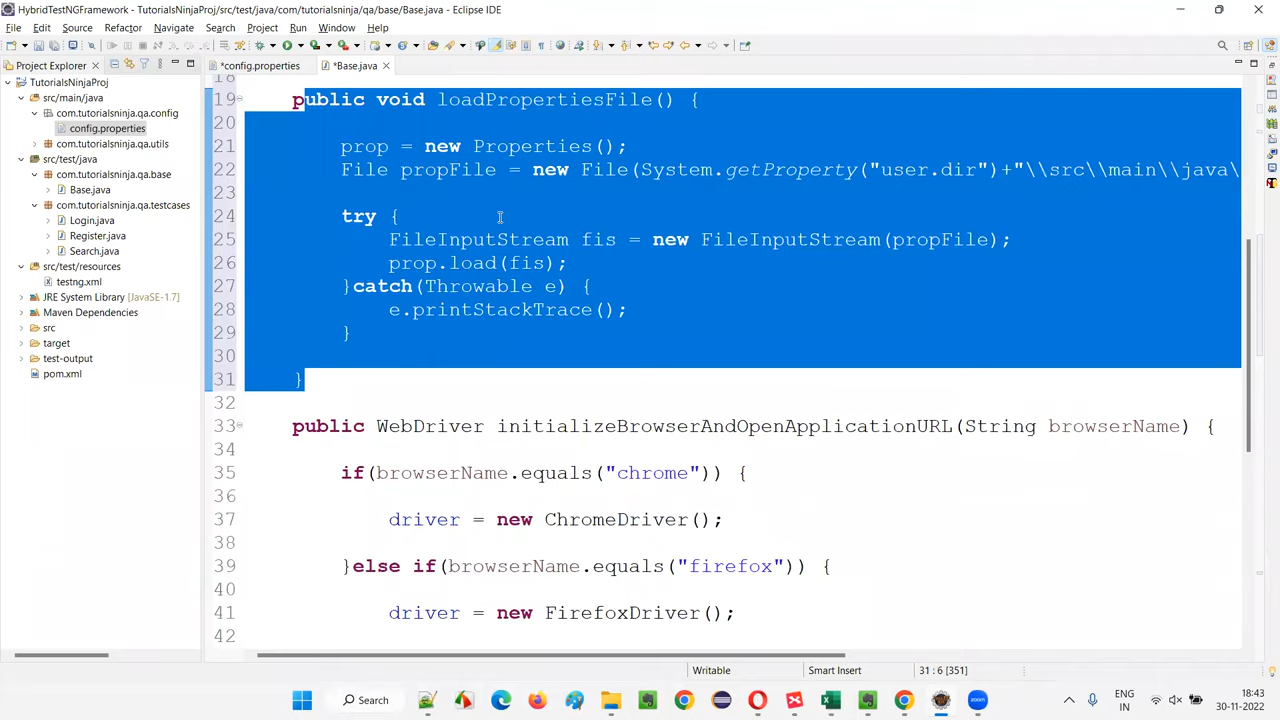 HybridTestNGFramework - TutorialsNinjaProj/src/test/java/com/tutorialsninja/qa/base/Base.java - Eclipse IDE
File Edit Source Refactor Navigate Search Project Run Window Help
Project Explorer
*config.properties
*Base.java
TutorialsNinjaProj
src/main/java
com.tutorialsninja.qa.config
config.properties
com.tutorialsninja.qa.utils
src/test/java
com.tutorialsninja.qa.base
Base.java
com.tutorialsninja.qa.testcases
Login.java
Register.java
Search.java
src/test/resources
testng.xml
JRE System Library [JavaSE-1.7]
Maven Dependencies
src
target
test-output
pom.xml
18
19 public void loadPropertiesFile() {
20
21 prop = new Properties();
22 File propFile = new File(System.getProperty("user.dir")+"\\src\\main\\java\
23
24 try {
25 FileInputStream fis = new FileInputStream(propFile);
26 prop.load(fis);
27 }catch(Throwable e) {
28 e.printStackTrace();
29 }
30
31 }
32
33 public WebDriver initializeBrowserAndOpenApplicationURL(String browserName) {
34
35 if(browserName.equals("chrome")) {
36
37 driver = new ChromeDriver();
38
39 }else if(browserName.equals("firefox")) {
40
41 driver = new FirefoxDriver();
42
Writable Smart Insert 31 : 6 [351]
Search
ENG
IN
18:43
30-11-2022